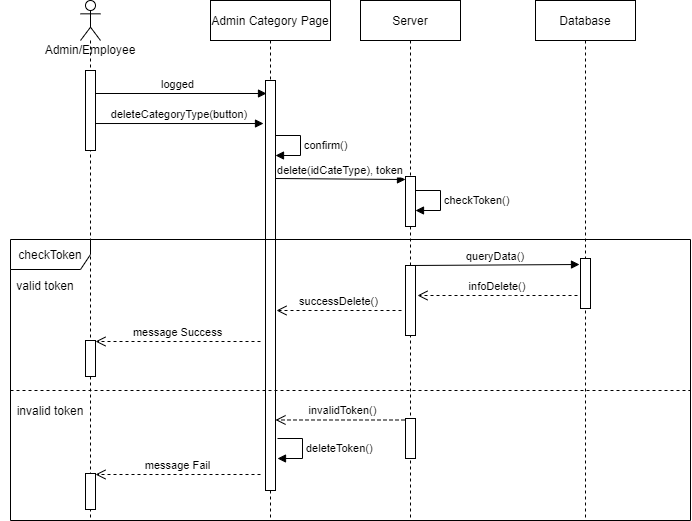 Admin/Employee
Admin Category Page
Server
Database
logged
deleteCategoryType(button)
confirm()
delete(idCateType), token
checkToken()
checkToken
valid token
queryData()
infoDelete()
successDelete()
message Success
invalid token
invalidToken()
deleteToken()
message Fail